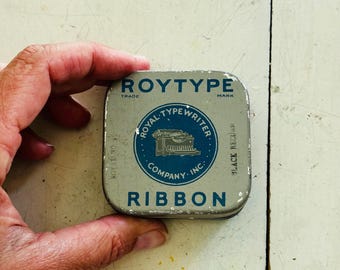 ROYTYPE
TRADE MARK
ROYAL TYPEWRITER
COMPANY·INC.
BLACK RECORD
RIBBON